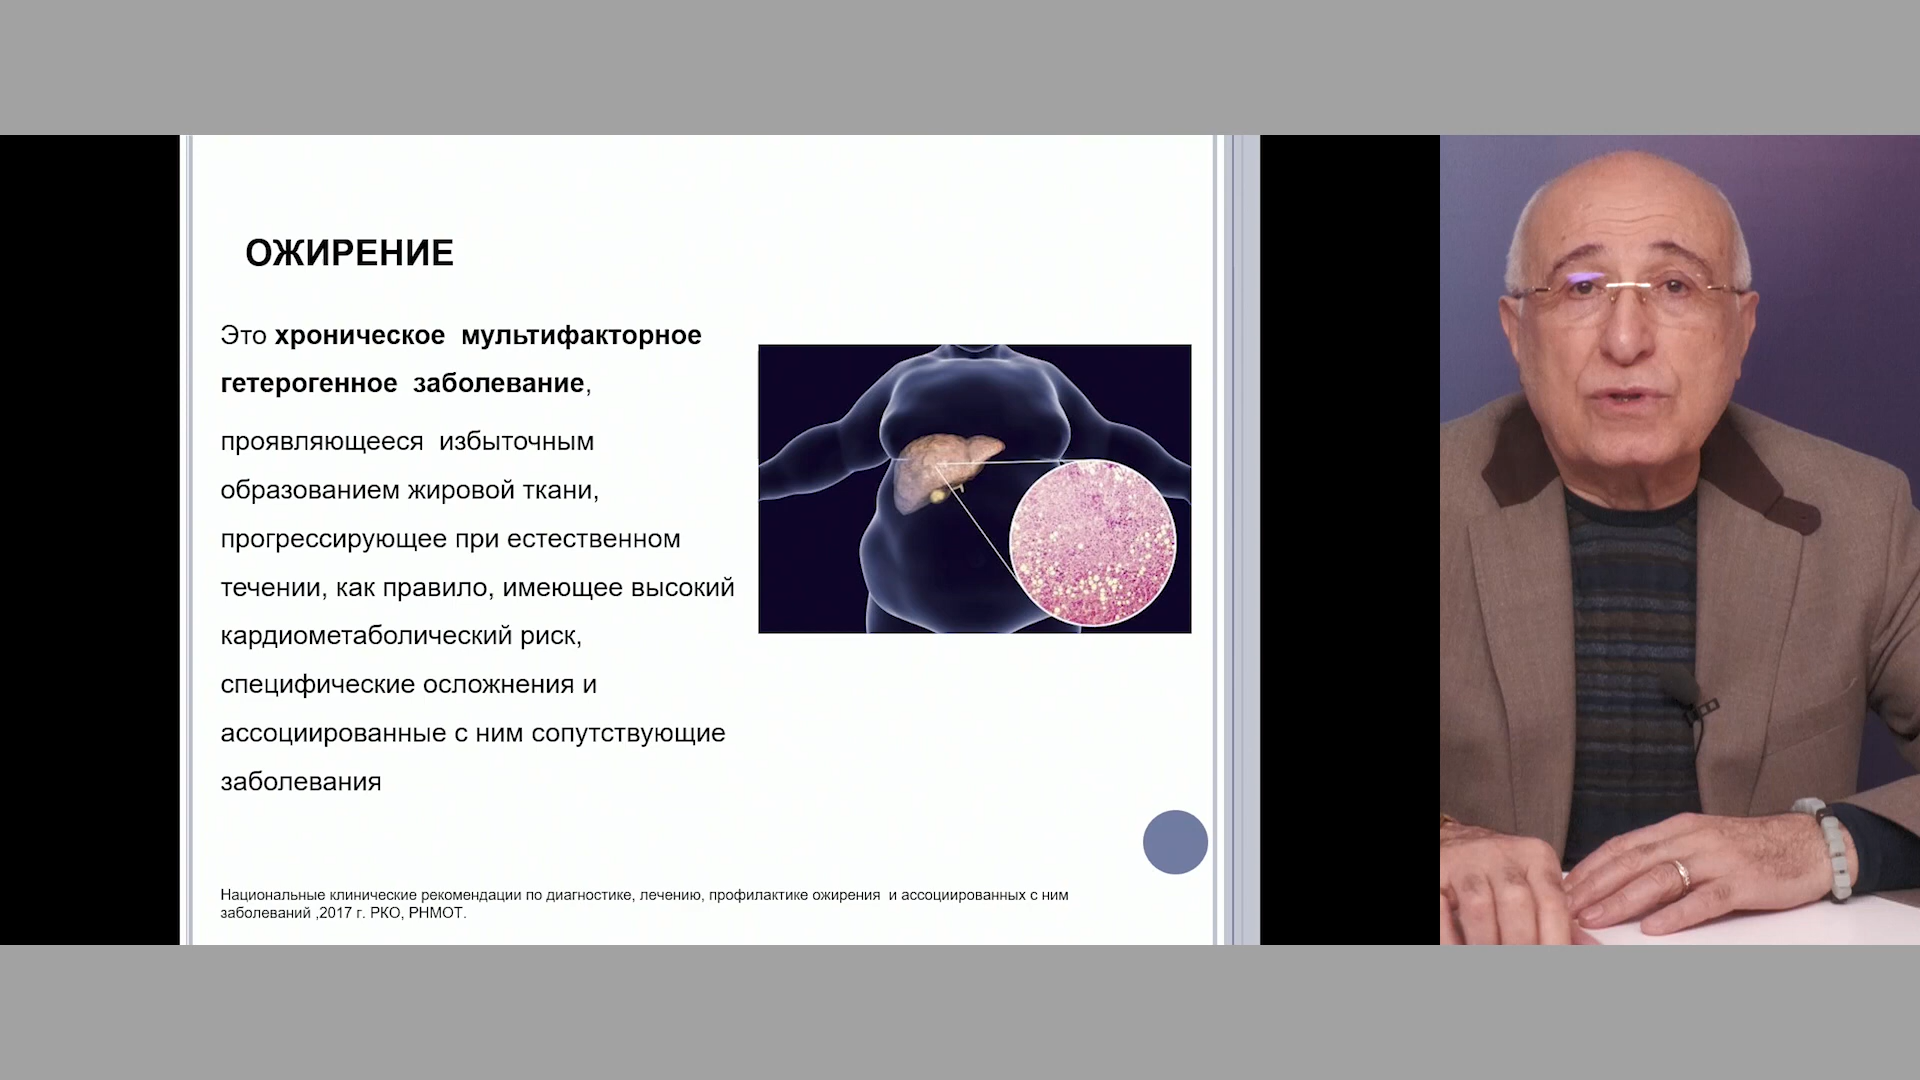 ОЖИРЕНИЕ
Это хроническое мультифакторное
гетерогенное заболевание,
проявляющееся избыточным
образованием жировой ткани,
прогрессирующее при естественном
течении, как правило, имеющее высокий
кардиометаболический риск,
специфические осложнения и
ассоциированные с ним сопутствующие
заболевания
Национальные клинические рекомендации по диагностике, лечению, профилактике ожирения и ассоциированных с ним
заболеваний ,2017 г. РКО, РНМОТ.